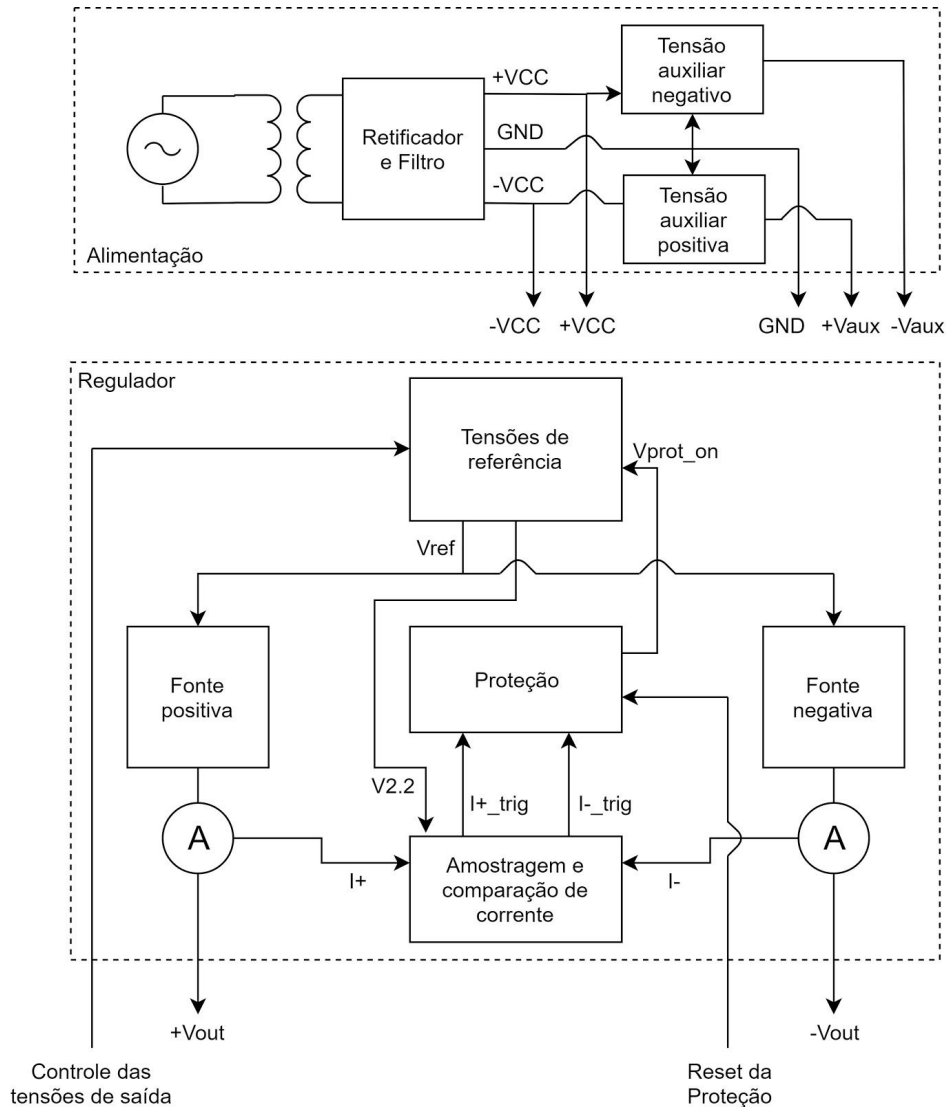 +VCC
Tensão
auxiliar
negativo
Retificador
e Filtro
GND
-VCC
Tensão
auxiliar
positiva
Alimentação
-VCC
+VCC
GND
+Vaux
-Vaux
Regulador
Tensões de
referência
Vprot_on
Vref
Fonte
positiva
Proteção
Fonte
negativa
V2.2
I+_trig
I-_trig
A
A
Amostragem e
comparação de
corrente
I+
I-
+Vout
-Vout
Controle das
tensões de saída
Reset da
Proteção